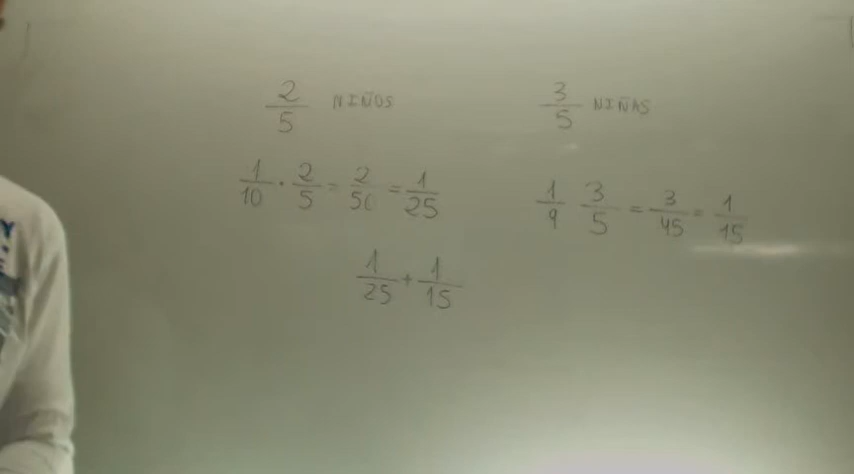 2/5 NIÑOS
3/5 NIÑAS
1/10 · 2/5 = 2/50 = 1/25
1/9 3/5 = 3/45 = 1/15
1/25 + 1/15